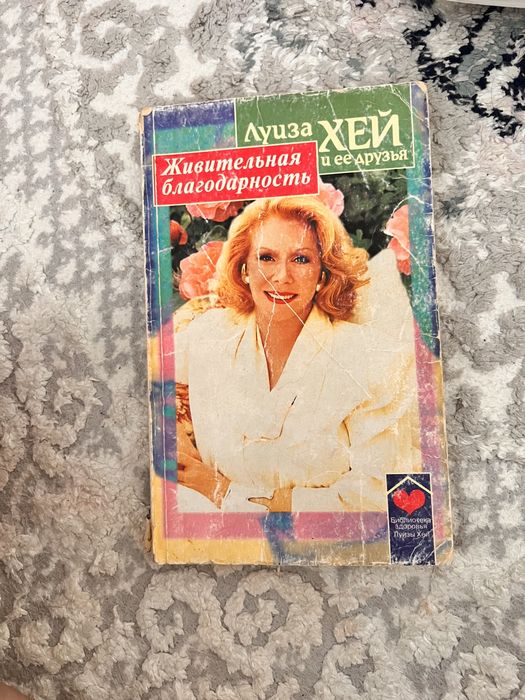 Луиза ХЕЙ
и ее друзья
Живительная
благодарность
Библиотека
здоровья
Луизы Хей